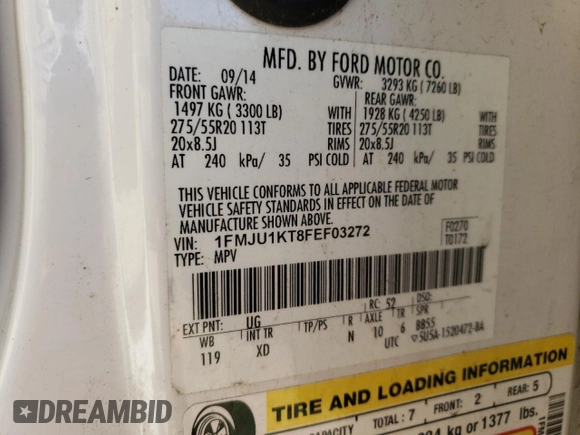 MFD. BY FORD MOTOR CO.
DATE: 09/14 GVWR: 3293 KG ( 7260 LB)
FRONT GAWR: REAR GAWR:
1497 KG ( 3300 LB) WITH 1928 KG ( 4250 LB)
275/55R20 113T TIRES 275/55R20 113T
20x8.5J RIMS 20x8.5J
AT 240 kPa/ 35 PSI COLD AT 240 kPa/ 35 PSI COLD
THIS VEHICLE CONFORMS TO ALL APPLICABLE FEDERAL MOTOR
VEHICLE SAFETY STANDARDS IN EFFECT ON THE DATE OF
MANUFACTURE SHOWN ABOVE.
VIN: 1FMJU1KT8FEF03272 F0270
TYPE: MPV T0172
EXT PNT: UG RC: 52 DSO:
WB INT TR TP/PS R AXLE TR SPR
119 XD N 10 6 BB55
UTC 5U5A-1520472-BA
TIRE AND LOADING INFORMATION
CAPACITY TOTAL: 7 FRONT: 2 REAR: 5
kg or 1377 lbs.
DREAMBID